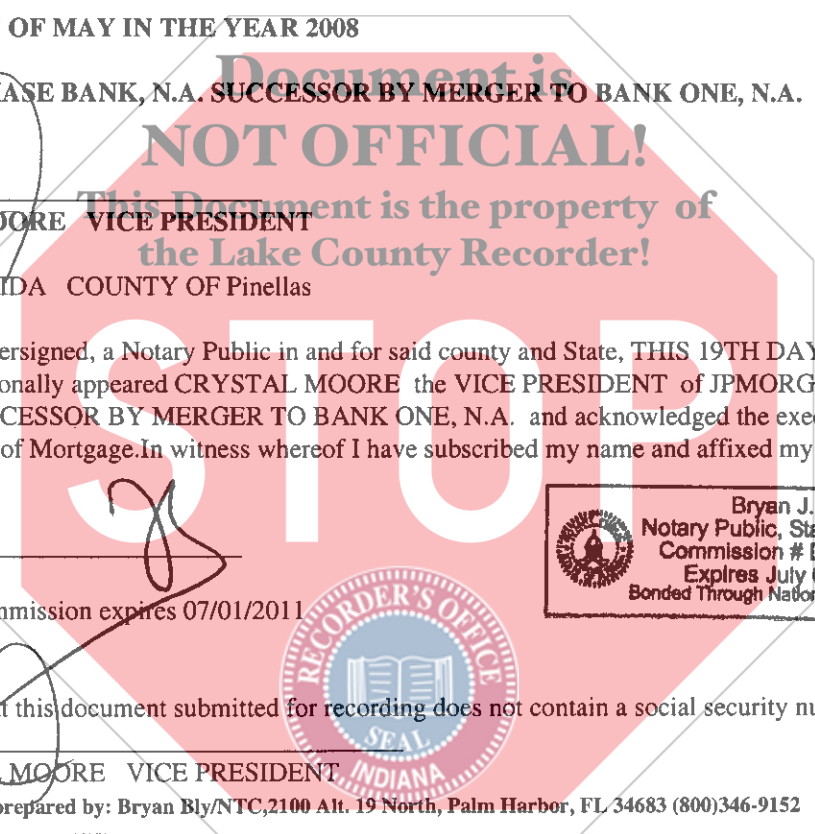 OF MAY IN THE YEAR 2008
Document is
ASE BANK, N.A. SUCCESSOR BY MERGER TO BANK ONE, N.A.
NOT OFFICIAL!
This Document is the property of
OORE VICE PRESIDENT
the Lake County Recorder!
IDA COUNTY OF Pinellas
STOP
ersigned, a Notary Public in and for said county and State, THIS 19TH DAY
onally appeared CRYSTAL MOORE the VICE PRESIDENT of JPMORG
CESSOR BY MERGER TO BANK ONE, N.A. and acknowledged the exe
of Mortgage.In witness whereof I have subscribed my name and affixed my
Bryan J.
Notary Public, Sta
Commission #
Expires July
Bonded Through Nation
mmission expires 07/01/2011
RECORDER'S OFFICE
SEAL
INDIANA
t this document submitted for recording does not contain a social security nu
MOORE VICE PRESIDENT
prepared by: Bryan Bly/NTC,2100 Alt. 19 North, Palm Harbor, FL 34683 (800)346-9152